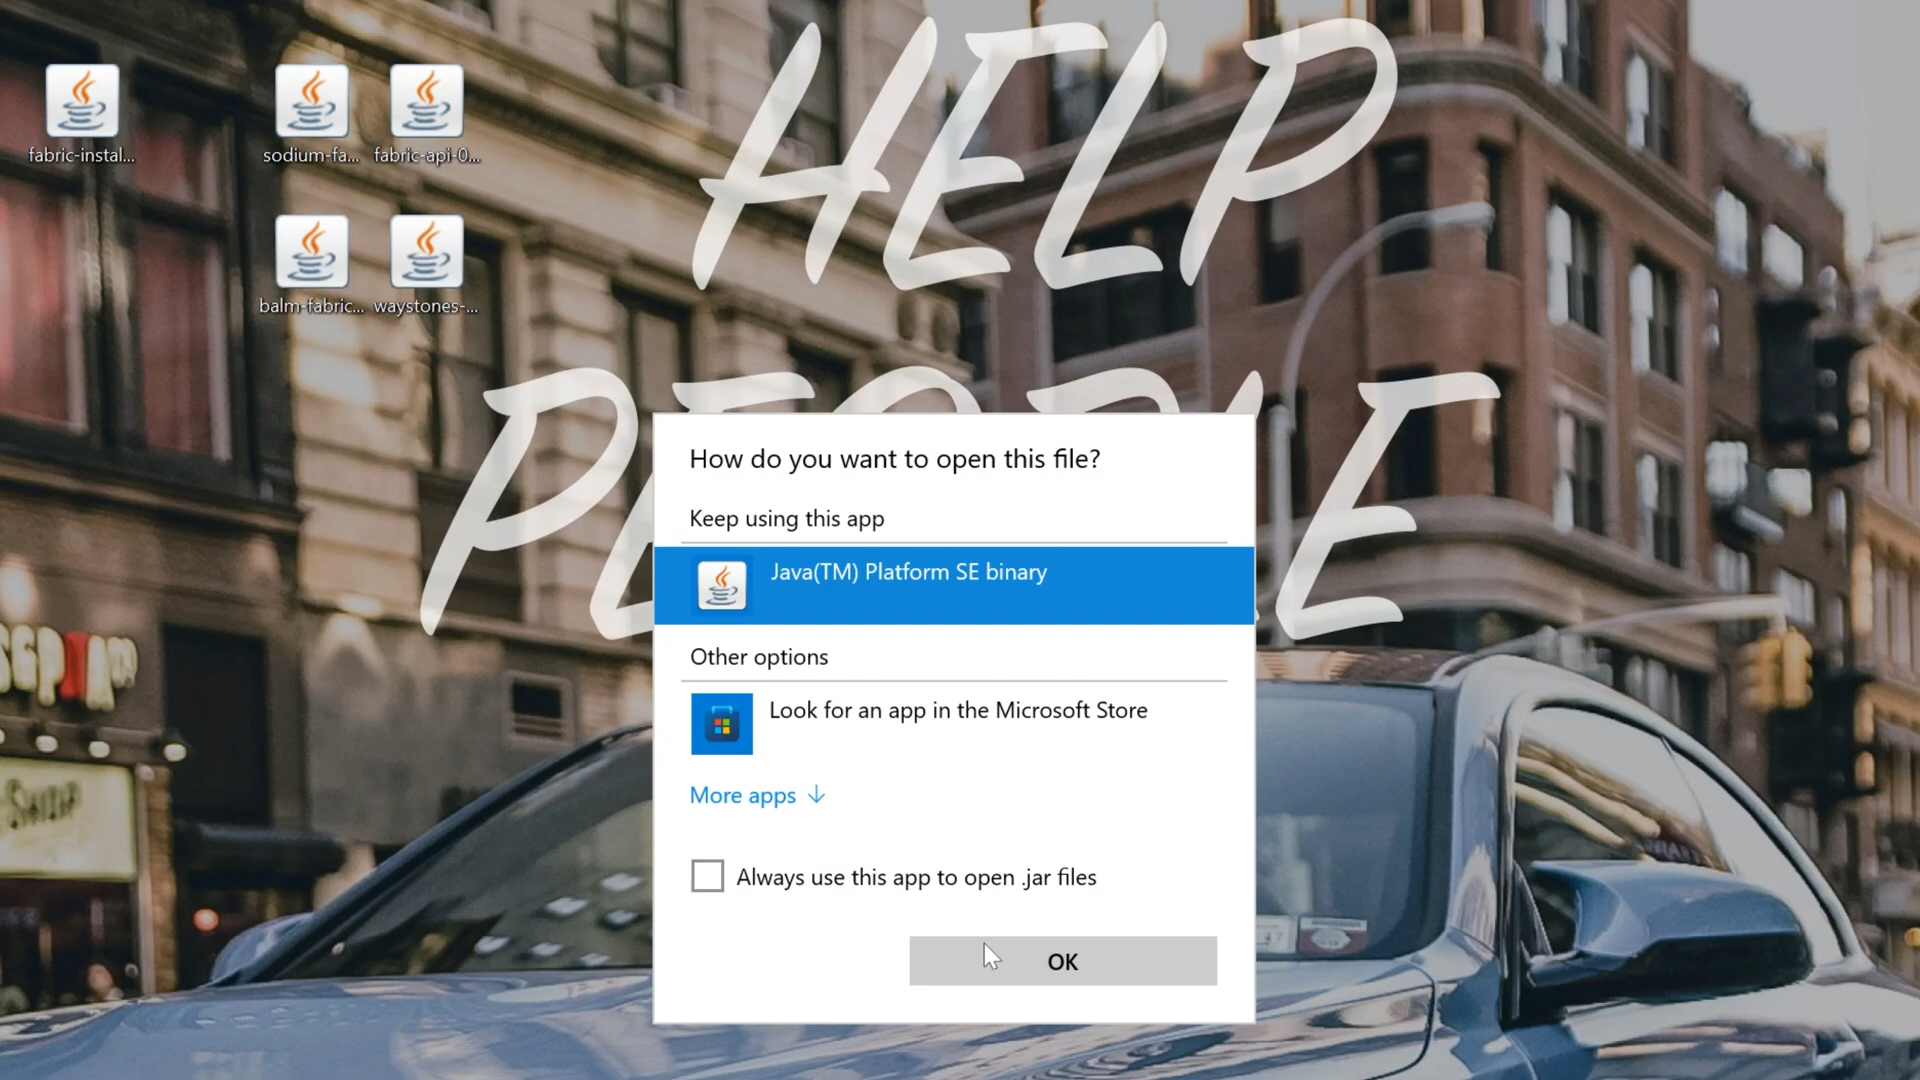 HELP
PEOPLE
fabric-instal...
sodium-fa...
fabric-api-0...
balm-fabric...
waystones-...
How do you want to open this file?
Keep using this app
Java(TM) Platform SE binary
Other options
Look for an app in the Microsoft Store
More apps
Always use this app to open .jar files
OK